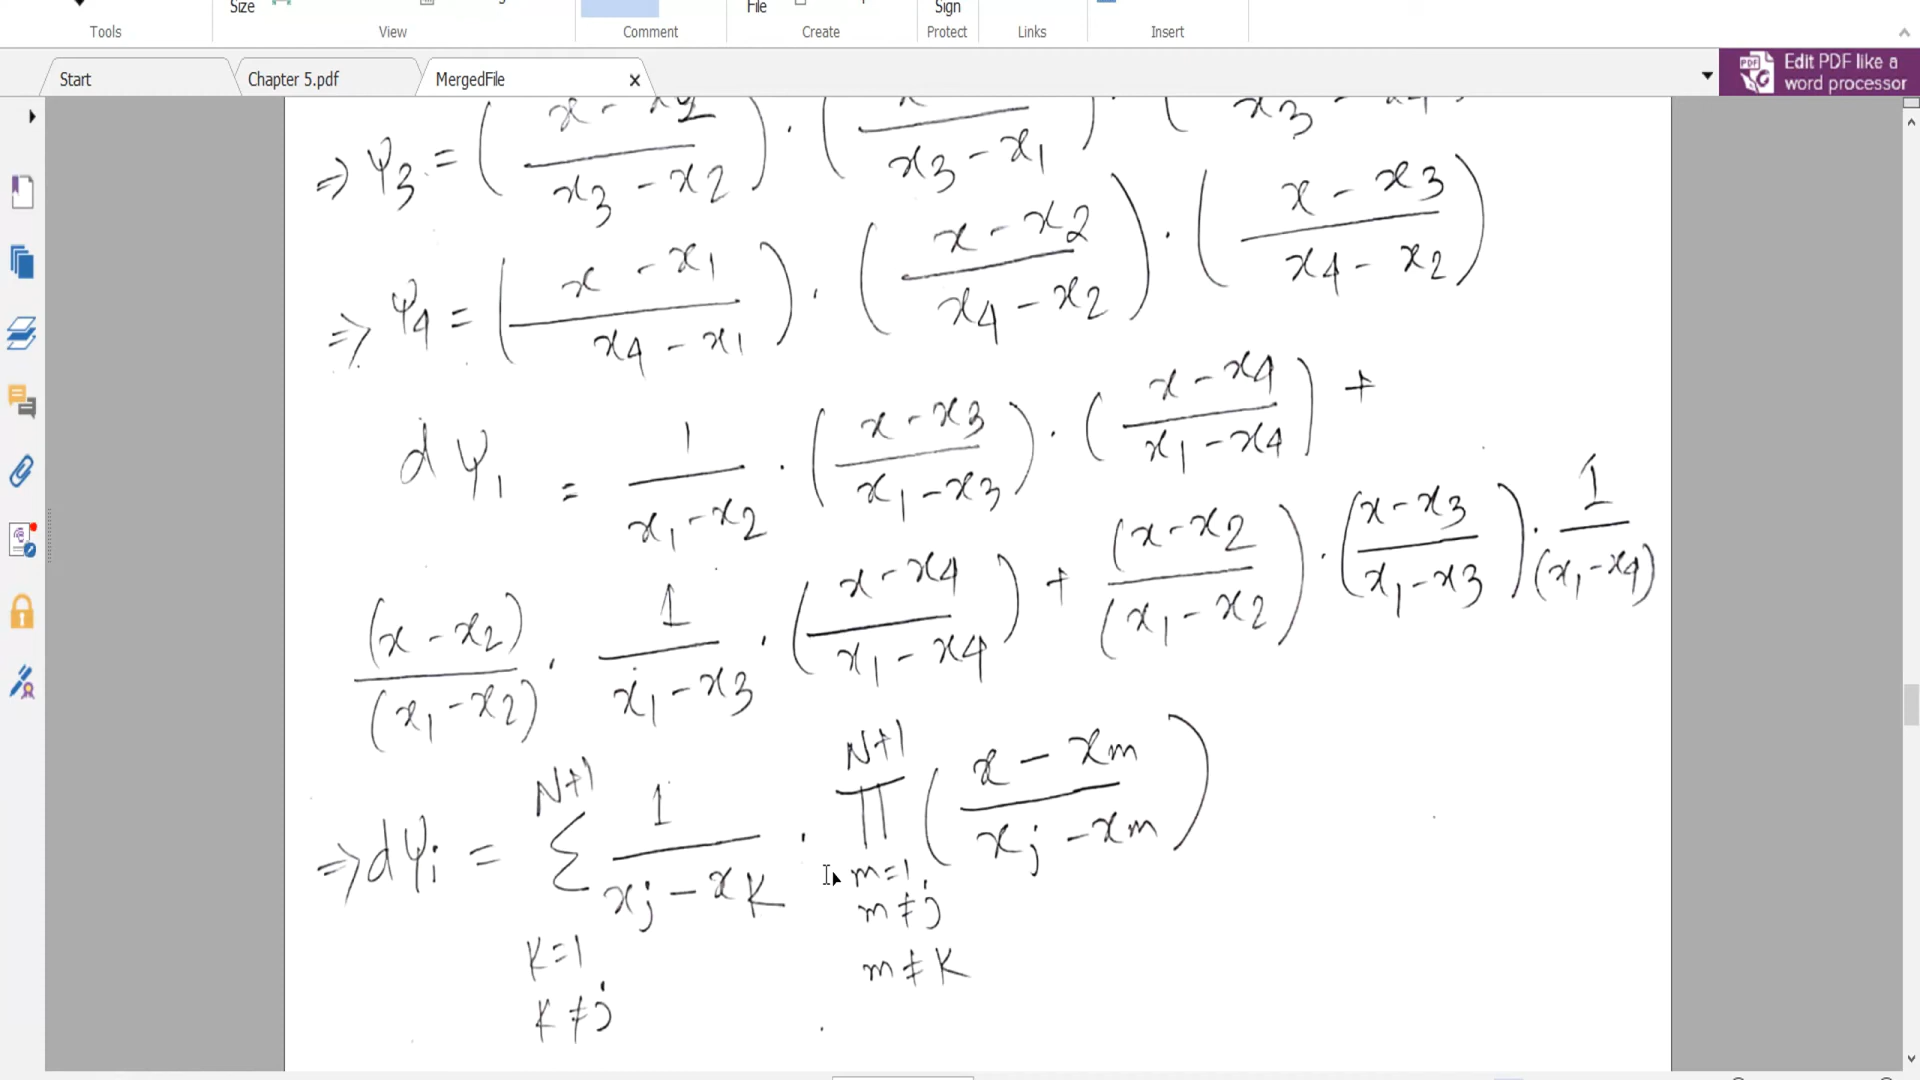 Size File Sign
Tools View Comment Create Protect Links Insert
Start Chapter 5.pdf MergedFile x Edit PDF like a
word processor
⇒ ψ3 = ((x - x2)/(x3 - x2)) · (/(x3 - x1)) · (/(x3 - x4))
⇒ ψ4 = ((x - x1)/(x4 - x1)) · ((x - x2)/(x4 - x2)) · ((x - x3)/(x4 - x2))
dψ1 = 1/(x1 - x2) · ((x - x3)/(x1 - x3)) · ((x - x4)/(x1 - x4)) +
(x - x2)/(x1 - x2) · 1/(x1 - x3) · ((x - x4)/(x1 - x4)) + ((x - x2)/(x1 - x2)) · ((x - x3)/(x1 - x3)) · 1/(x1 - x4)
⇒ dψi = Σ_{K=1, K≠j}^{N+1} 1/(xj - xK) · Π_{m=1, m≠j, m≠K}^{N+1} ((x - xm)/(xj - xm))